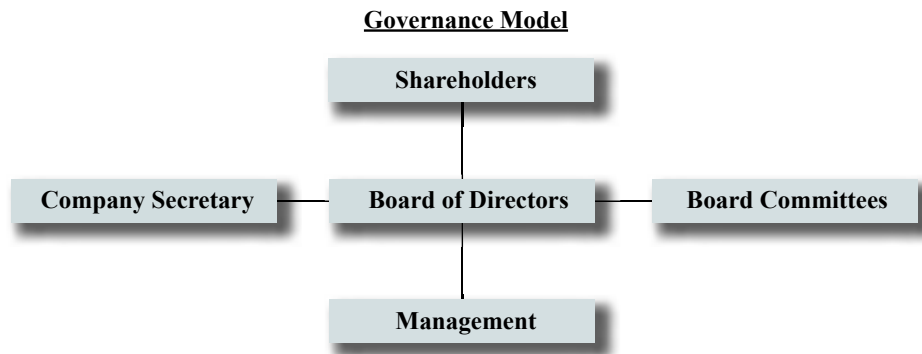 Governance Model
Shareholders
Company Secretary
Board of Directors
Board Committees
Management